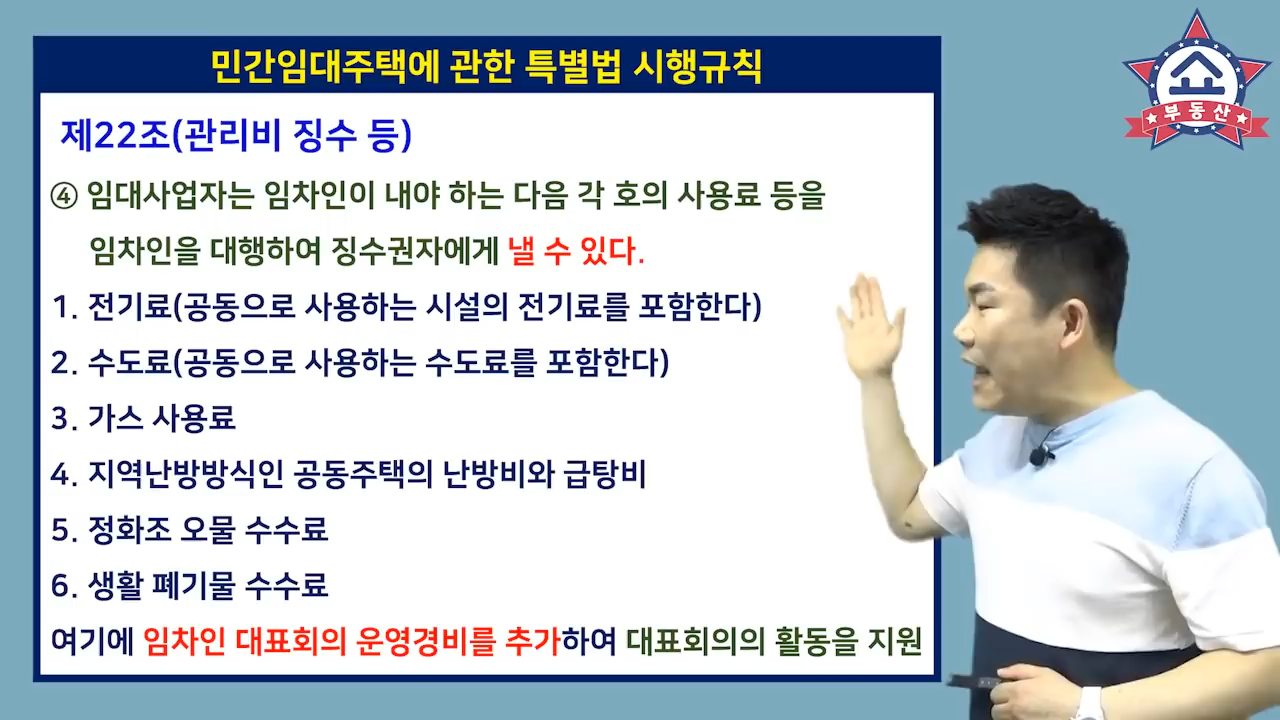 민간임대주택에 관한 특별법 시행규칙
부동산
제22조(관리비 징수 등)
④ 임대사업자는 임차인이 내야 하는 다음 각 호의 사용료 등을
임차인을 대행하여 징수권자에게 낼 수 있다.
1. 전기료(공동으로 사용하는 시설의 전기료를 포함한다)
2. 수도료(공동으로 사용하는 수도료를 포함한다)
3. 가스 사용료
4. 지역난방방식인 공동주택의 난방비와 급탕비
5. 정화조 오물 수수료
6. 생활 폐기물 수수료
여기에 임차인 대표회의 운영경비를 추가하여 대표회의의 활동을 지원